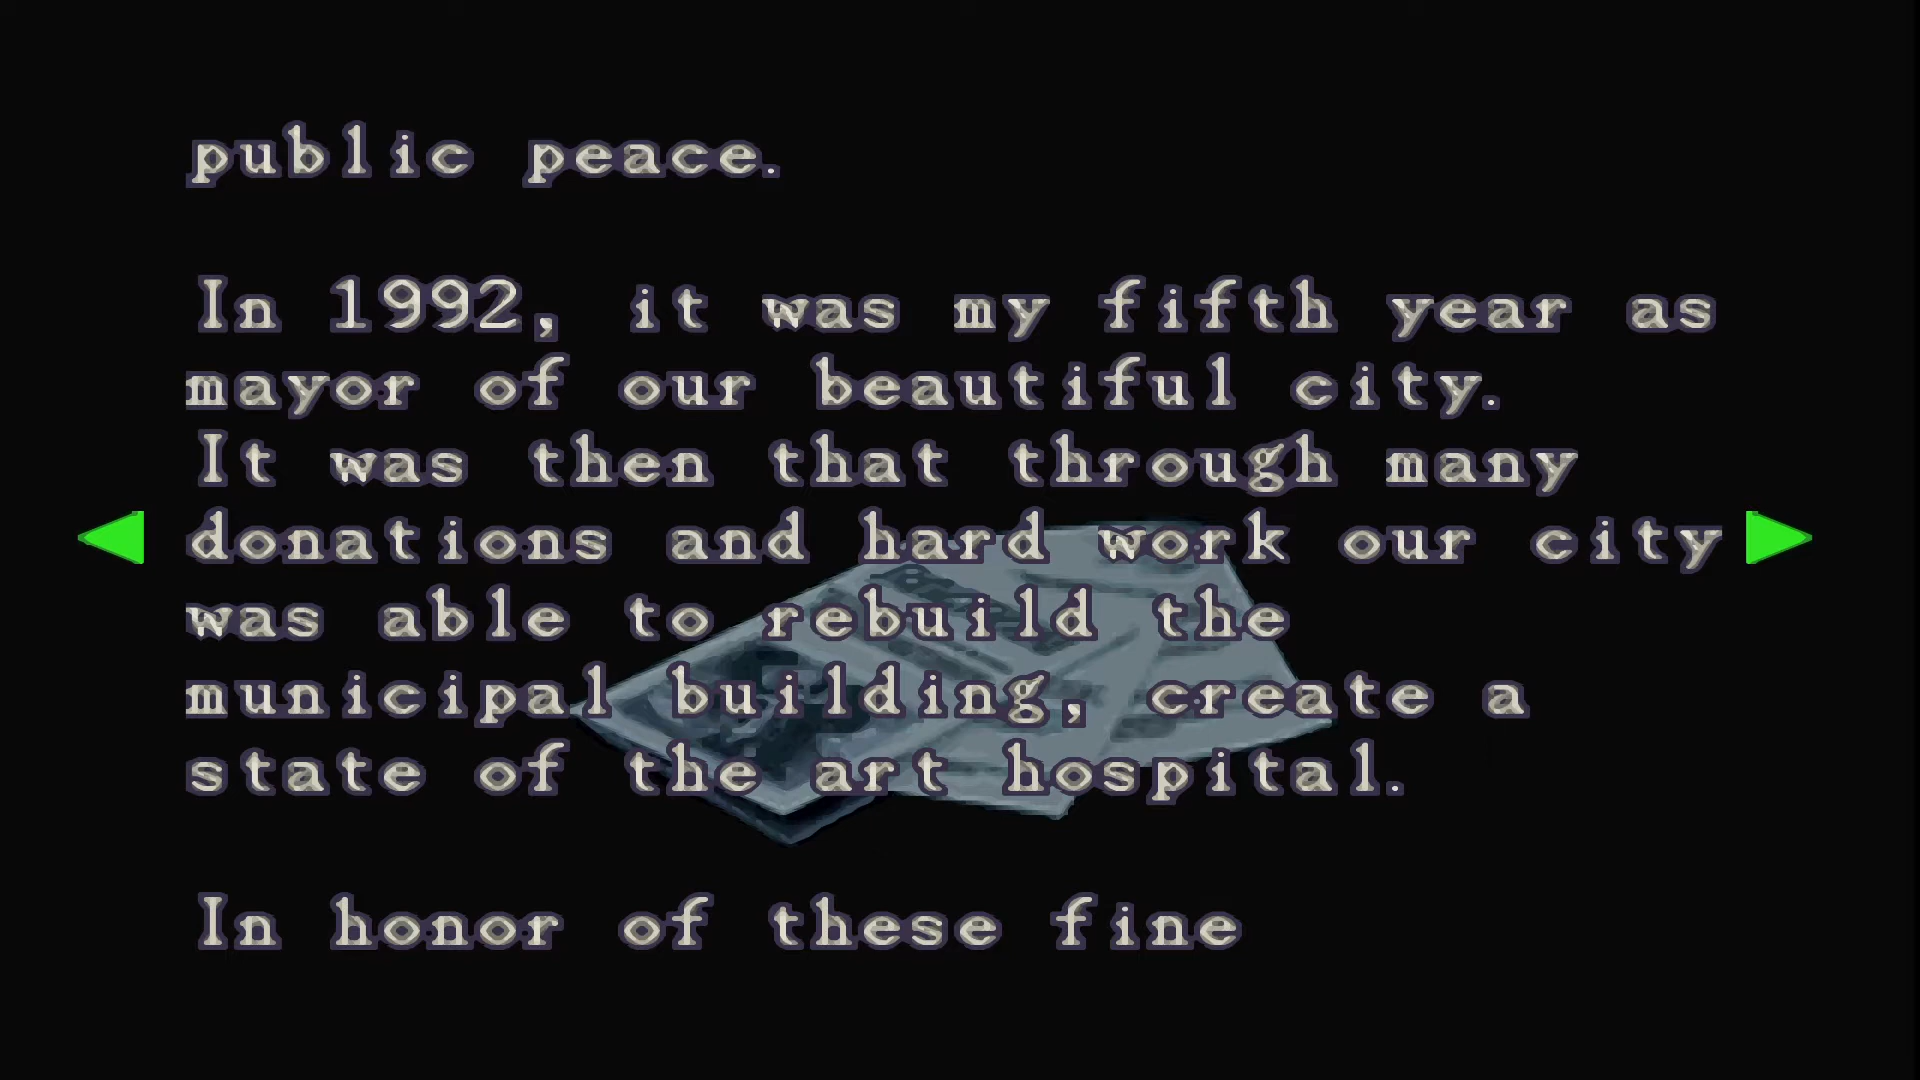 public peace.
In 1992, it was my fifth year as
mayor of our beautiful city.
It was then that through many
donations and hard work our city
was able to rebuild the
municipal building, create a
state of the art hospital.
In honor of these fine